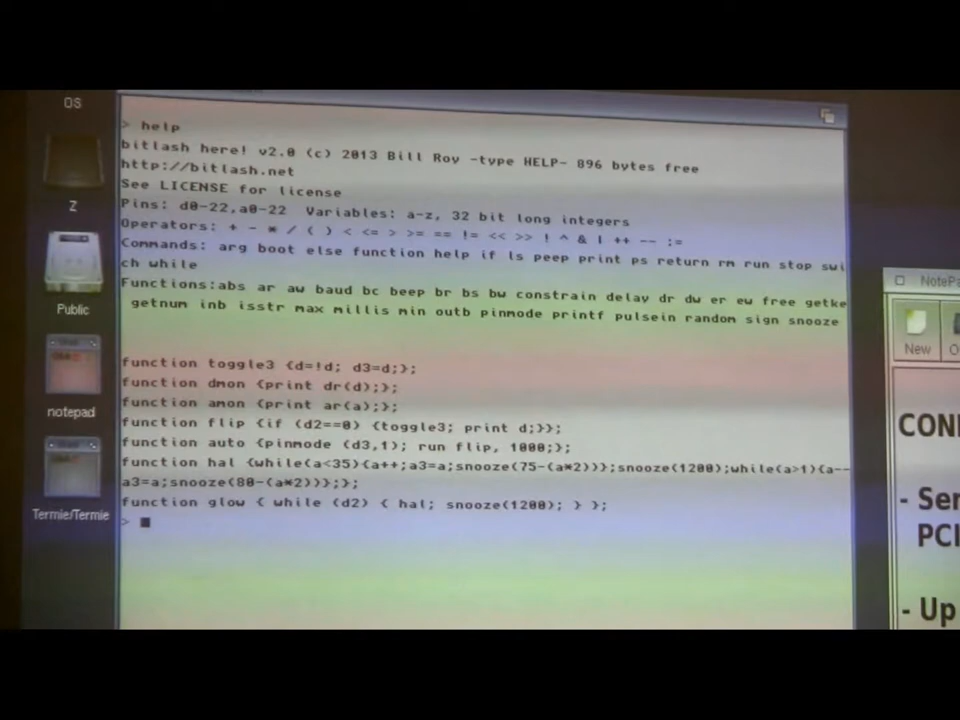 OS
Z
Public
notepad
Termie/Termie
> help
bitlash here! v2.0 (c) 2013 Bill Roy -type HELP- 896 bytes free
http://bitlash.net
See LICENSE for license
Pins: d0-22,a0-22 Variables: a-z, 32 bit long integers
Operators: + - * / ( ) < <= > >= == != << >> ! ^ & | ++ -- :=
Commands: arg boot else function help if ls peep print ps return rm run stop swi
ch while
Functions:abs ar aw baud bc beep br bs bw constrain delay dr dw er ew free getke
getnum inb isstr max millis min outb pinmode printf pulsein random sign snooze
function toggle3 {d=!d; d3=d;};
function dmon {print dr(d);};
function amon {print ar(a);};
function flip {if (d2==0) {toggle3; print d;}};
function auto {pinmode (d3,1); run flip, 1000;};
function hal {while(a<35){a++;a3=a;snooze(75-(a*2))};snooze(1200);while(a>1){a--
a3=a;snooze(80-(a*2))};};
function glow { while (d2) { hal; snooze(1200); } };
>
NotePa
New
O
CON
- Ser
PCI
- Up